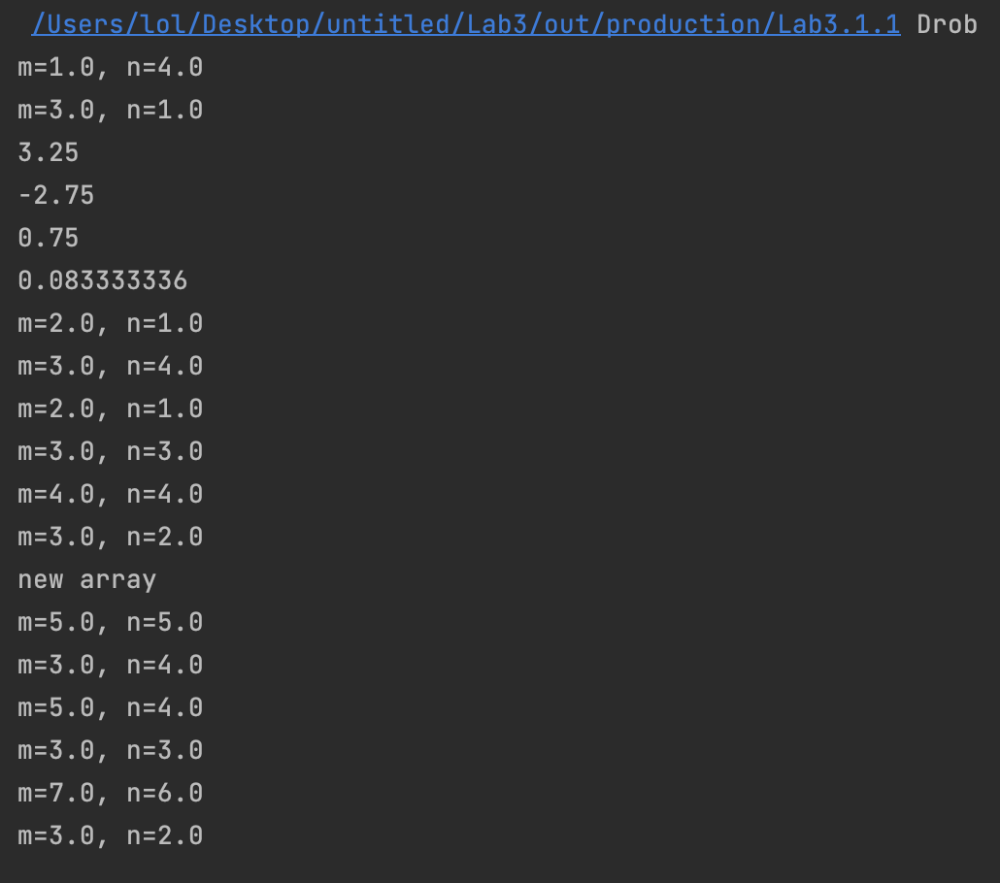 /Users/lol/Desktop/untitled/Lab3/out/production/Lab3.1.1 Drob
m=1.0, n=4.0
m=3.0, n=1.0
3.25
-2.75
0.75
0.083333336
m=2.0, n=1.0
m=3.0, n=4.0
m=2.0, n=1.0
m=3.0, n=3.0
m=4.0, n=4.0
m=3.0, n=2.0
new array
m=5.0, n=5.0
m=3.0, n=4.0
m=5.0, n=4.0
m=3.0, n=3.0
m=7.0, n=6.0
m=3.0, n=2.0